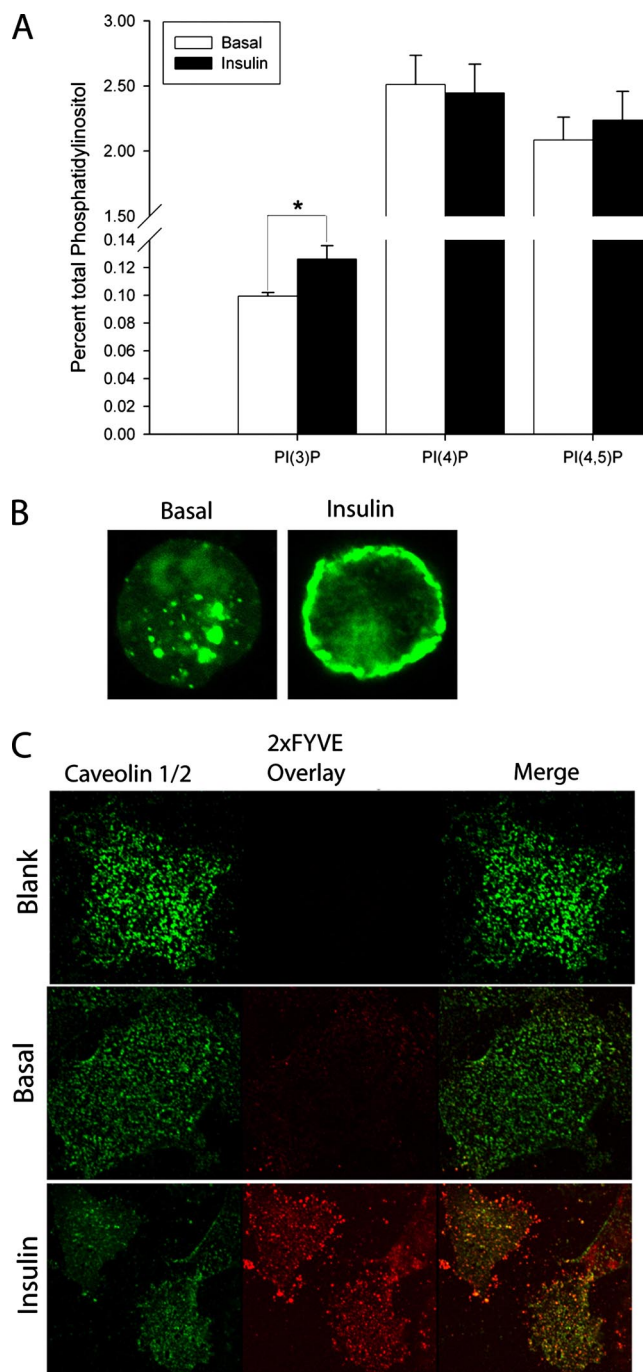 A
Basal
Insulin
Percent total Phosphatidylinositol
3.00
2.50
2.00
1.50
0.14
0.12
0.10
0.08
0.06
0.04
0.02
0.00
*
PI(3)P
PI(4)P
PI(4,5)P
B
Basal
Insulin
C
Caveolin 1/2
2xFYVE
Overlay
Merge
Blank
Basal
Insulin